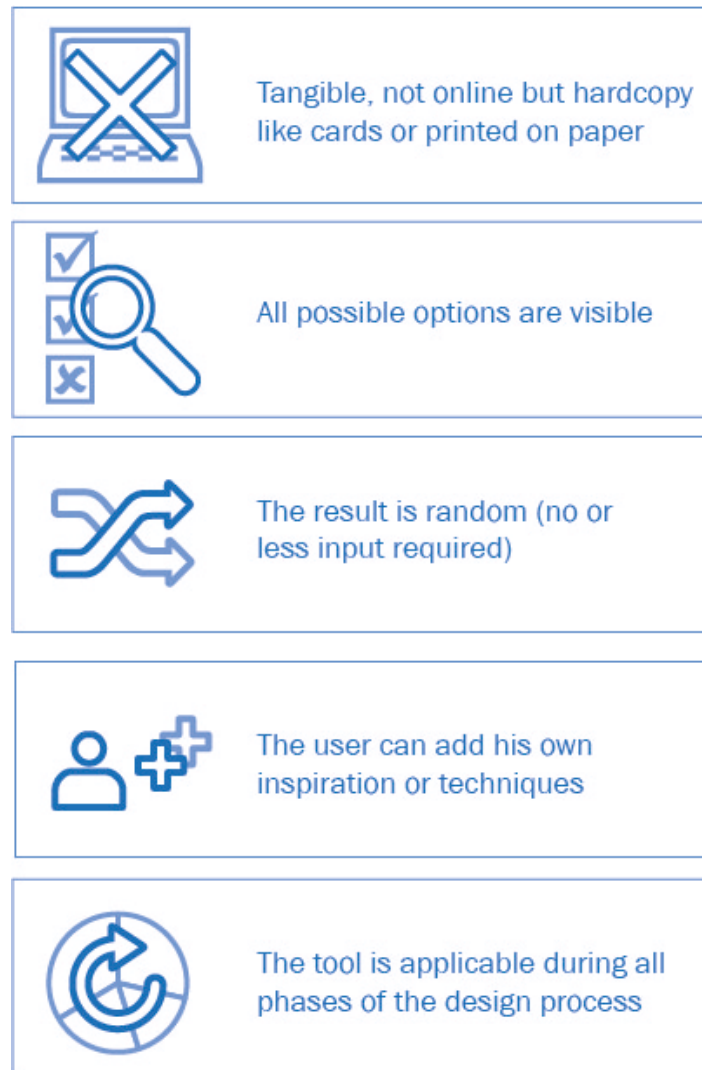 Tangible, not online but hardcopy
like cards or printed on paper
All possible options are visible
The result is random (no or
less input required)
The user can add his own
inspiration or techniques
The tool is applicable during all
phases of the design process